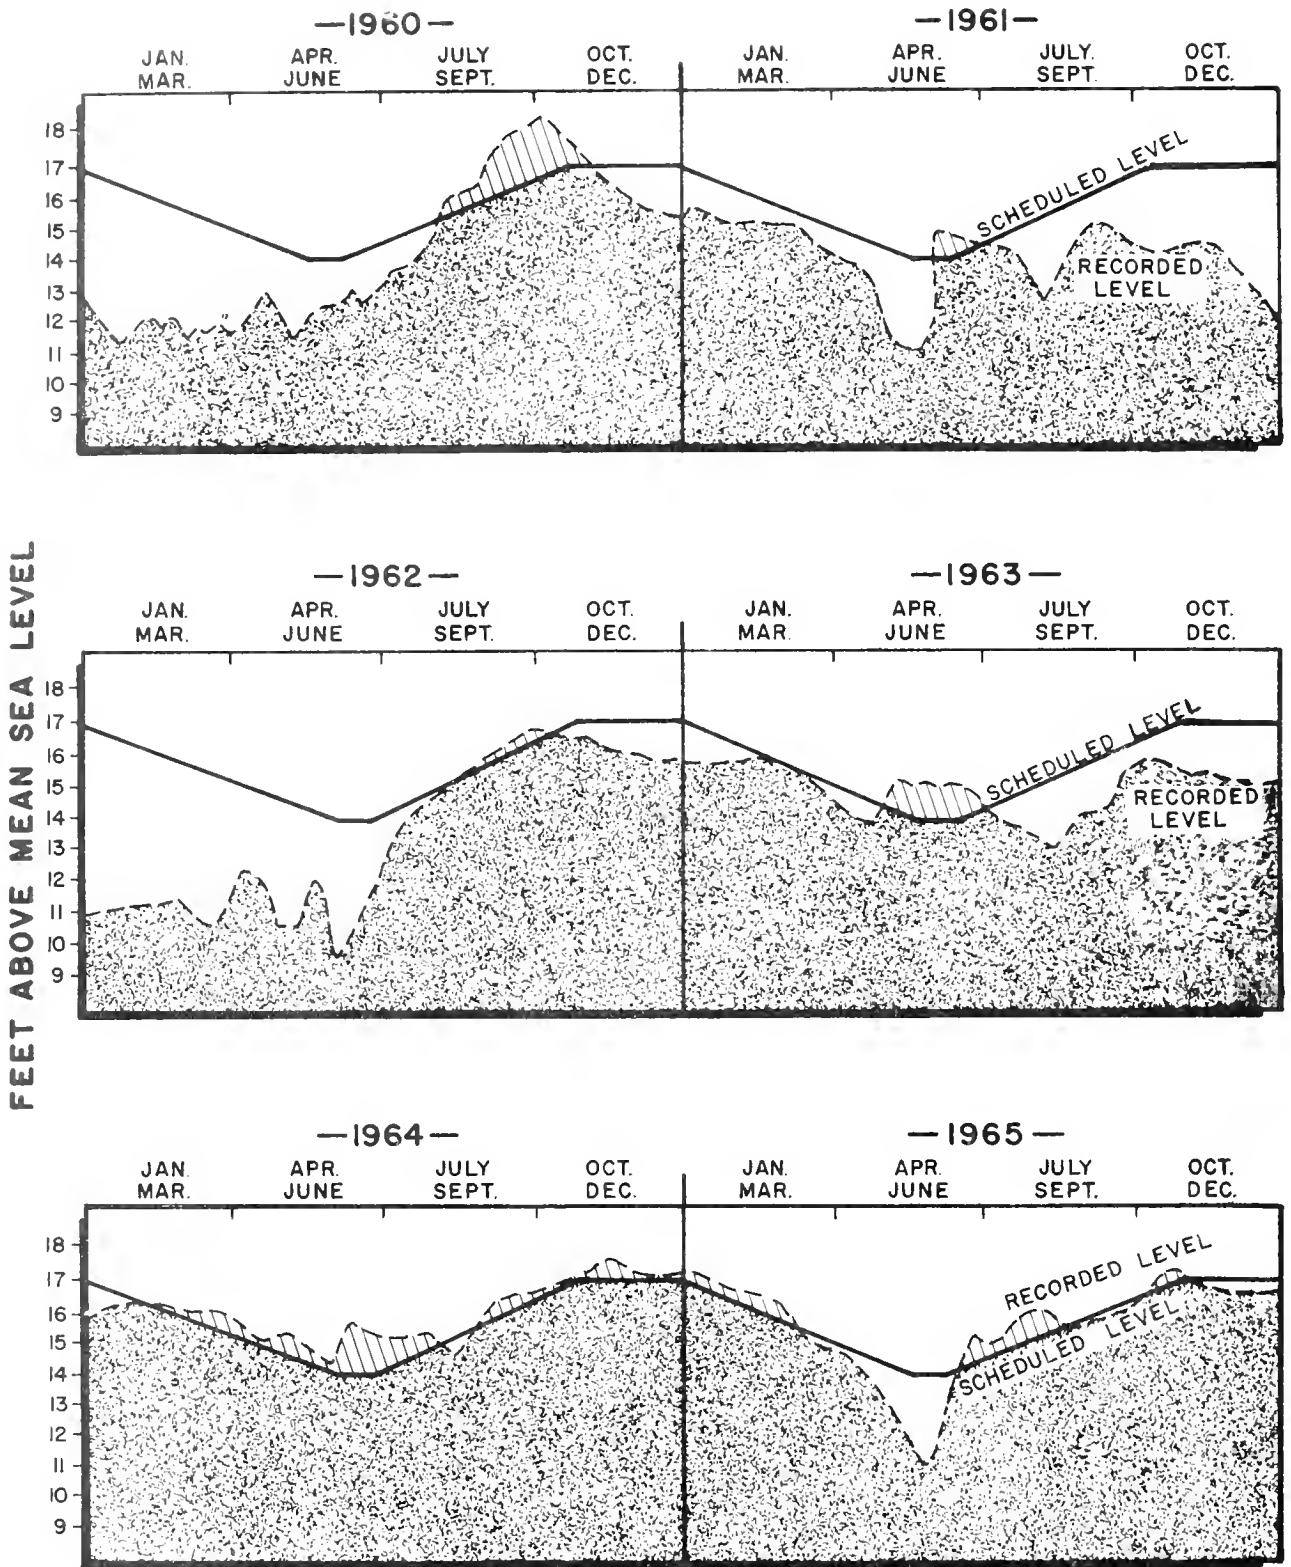 —1960—
—1961—
JAN. APR. JULY OCT. JAN. APR. JULY OCT.
MAR. JUNE SEPT. DEC. MAR. JUNE SEPT. DEC.
18
17
16
15
14
13
12
11
10
9
SCHEDULED LEVEL
RECORDED
LEVEL
FEET ABOVE MEAN SEA LEVEL
—1962—
—1963—
JAN. APR. JULY OCT. JAN. APR. JULY OCT.
MAR. JUNE SEPT. DEC. MAR. JUNE SEPT. DEC.
18
17
16
15
14
13
12
11
10
9
SCHEDULED LEVEL
RECORDED
LEVEL
—1964—
—1965—
JAN. APR. JULY OCT. JAN. APR. JULY OCT.
MAR. JUNE SEPT. DEC. MAR. JUNE SEPT. DEC.
18
17
16
15
14
13
12
11
10
9
RECORDED LEVEL
SCHEDULED LEVEL